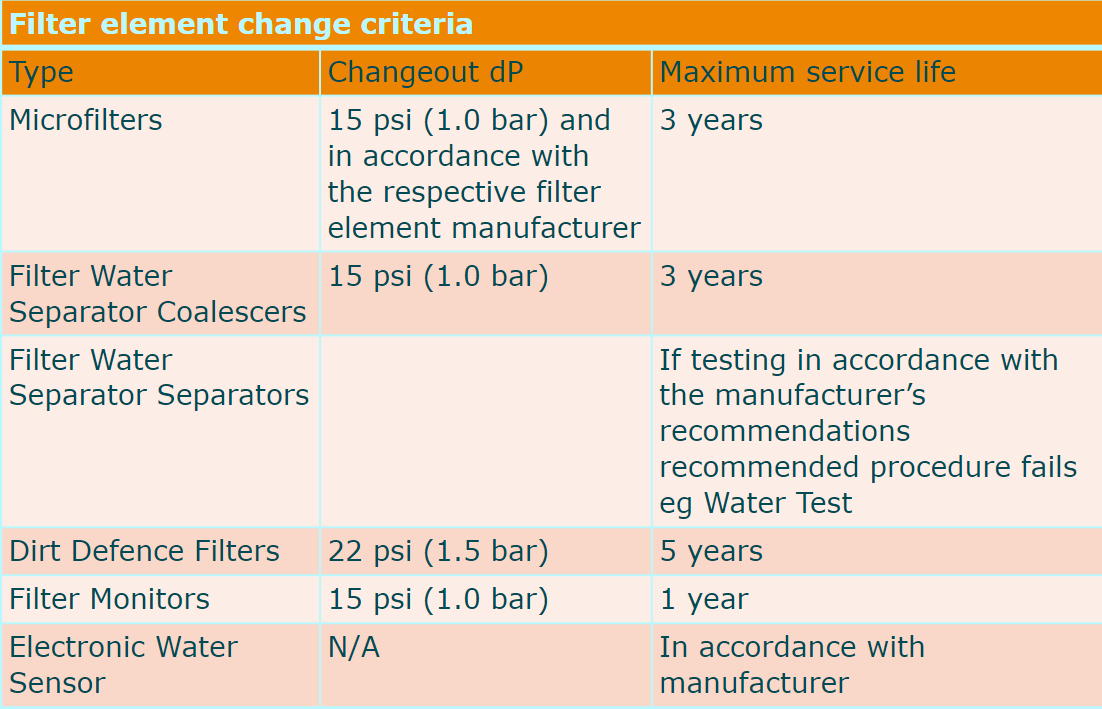 Filter element change criteria
Type
Changeout dP
Maximum service life
Microfilters
15 psi (1.0 bar) and
in accordance with
the respective filter
element manufacturer
3 years
Filter Water
Separator Coalescers
15 psi (1.0 bar)
3 years
Filter Water
Separator Separators
If testing in accordance with
the manufacturer’s
recommendations
recommended procedure fails
eg Water Test
Dirt Defence Filters
22 psi (1.5 bar)
5 years
Filter Monitors
15 psi (1.0 bar)
1 year
Electronic Water
Sensor
N/A
In accordance with
manufacturer